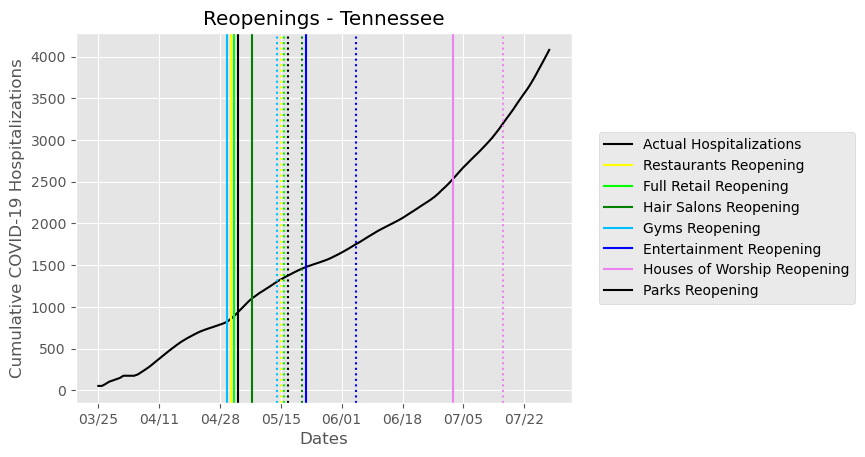 Reopenings - Tennessee
Cumulative COVID-19 Hospitalizations
4000
3500
3000
2500
2000
1500
1000
500
0
03/25 04/11 04/28 05/15 06/01 06/18 07/05 07/22
Dates
Actual Hospitalizations
Restaurants Reopening
Full Retail Reopening
Hair Salons Reopening
Gyms Reopening
Entertainment Reopening
Houses of Worship Reopening
Parks Reopening